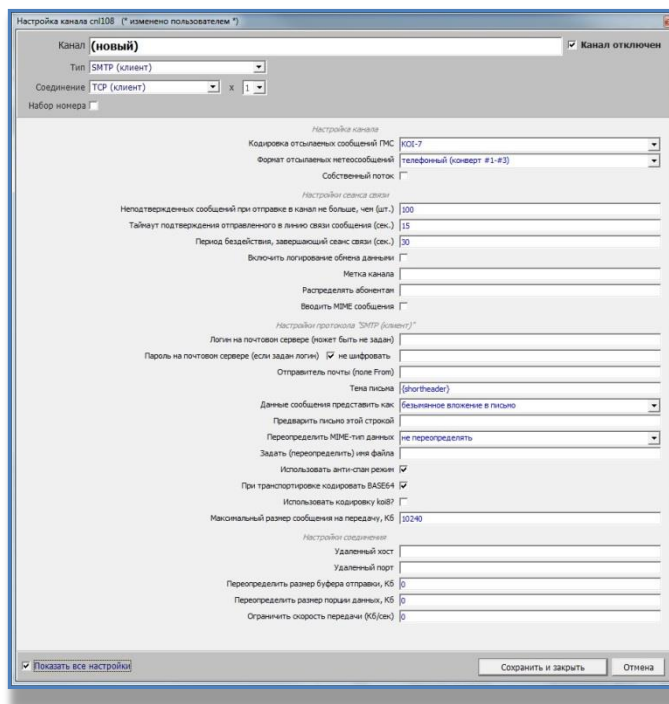 Настройка канала cnl108 (* изменено пользователем *)
Канал (новый) Канал отключен
Тип SMTP (клиент)
Соединение TCP (клиент) x 1
Набор номера
Настройка канала
Кодировка отсылаемых сообщений ГМС KOI-7
Формат отсылаемых метеосообщений телефонный (конверт #1-#3)
Собственный поток
Настройки сеанса связи
Неподтвержденных сообщений при отправке в канал не больше, чем (шт.) 100
Таймаут подтверждения отправленного в линию связи сообщения (сек.) 15
Период бездействия, завершающий сеанс связи (сек.) 30
Включить логирование обмена данными
Метка канала
Распределять абонентам
Вводить MIME сообщения
Настройки протокола "SMTP (клиент)"
Логин на почтовом сервере (может быть не задан)
Пароль на почтовом сервере (если задан логин) не шифровать
Отправитель почты (поле From)
Тема письма {shortheader}
Данные сообщения представить как безымянное вложение в письмо
Предварить письмо этой строкой
Переопределить MIME-тип данных не переопределять
Задать (переопределить) имя файла
Использовать анти-спам режим
При транспортировке кодировать BASE64
Использовать кодировку koi8?
Максимальный размер сообщения на передачу, Кб 10240
Настройки соединения
Удаленный хост
Удаленный порт
Переопределить размер буфера отправки, Кб 0
Переопределить размер порции данных, Кб 0
Ограничить скорость передачи (Кб/сек) 0
Показать все настройки Сохранить и закрыть Отмена